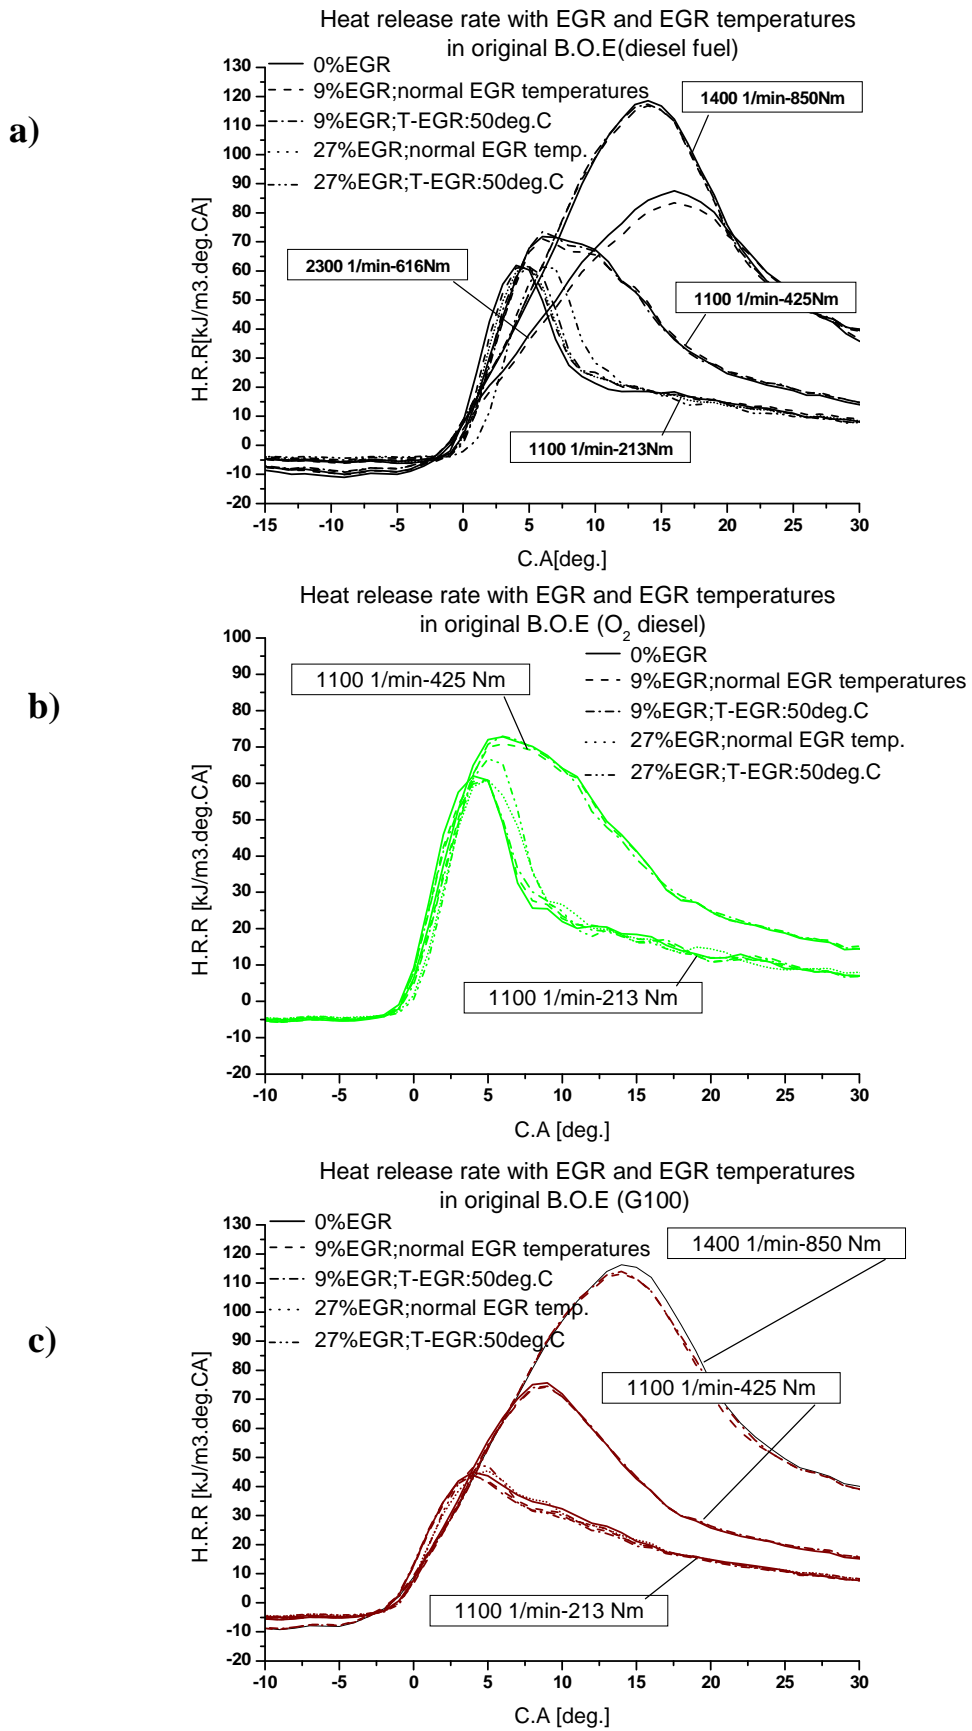 a)
Heat release rate with EGR and EGR temperatures
in original B.O.E(diesel fuel)
0%EGR
9%EGR;normal EGR temperatures
9%EGR;T-EGR:50deg.C
27%EGR;normal EGR temp.
27%EGR;T-EGR:50deg.C
1400 1/min-850Nm
2300 1/min-616Nm
1100 1/min-425Nm
1100 1/min-213Nm
H.R.R[kJ/m3.deg.CA]
130
120
110
100
90
80
70
60
50
40
30
20
10
0
-10
-20
-15 -10 -5 0 5 10 15 20 25 30
C.A[deg.]
b)
Heat release rate with EGR and EGR temperatures
in original B.O.E (O2 diesel)
0%EGR
9%EGR;normal EGR temperatures
9%EGR;T-EGR:50deg.C
27%EGR;normal EGR temp.
27%EGR;T-EGR:50deg.C
1100 1/min-425 Nm
1100 1/min-213 Nm
H.R.R [kJ/m3.deg.CA]
100
90
80
70
60
50
40
30
20
10
0
-10
-20
-10 -5 0 5 10 15 20 25 30
C.A [deg.]
c)
Heat release rate with EGR and EGR temperatures
in original B.O.E (G100)
0%EGR
9%EGR;normal EGR temperatures
9%EGR;T-EGR:50deg.C
27%EGR;normal EGR temp.
27%EGR;T-EGR:50deg.C
1400 1/min-850 Nm
1100 1/min-425 Nm
1100 1/min-213 Nm
H.R.R [kJ/m3.deg.CA]
130
120
110
100
90
80
70
60
50
40
30
20
10
0
-10
-20
-10 -5 0 5 10 15 20 25 30
C.A [deg.]